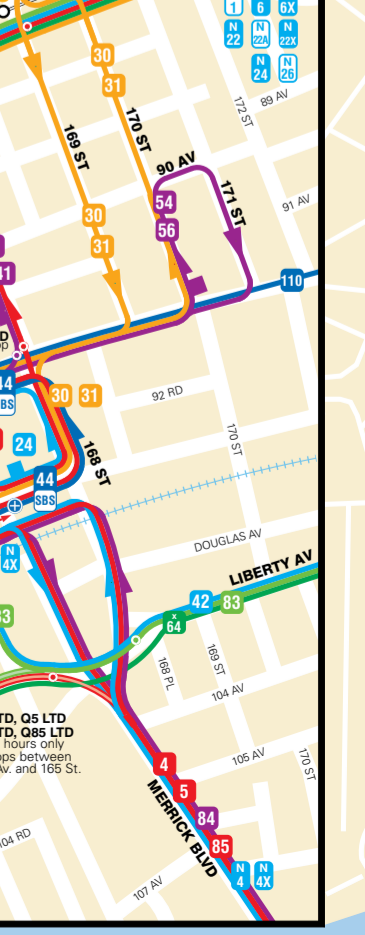 1 6 6X
N 22 N 22A N 22X
N 24 N 26
30
31
169 ST
170 ST
172 ST
89 AV
90 AV
171 ST
91 AV
54
56
30
31
41
110
44
SBS
30 31
92 RD
24
168 ST
170 ST
44
SBS
N 4X
DOUGLAS AV
LIBERTY AV
42 83
83
X 64
168 PL
169 ST
104 AV
TD, Q5 LTD
TD, Q85 LTD
hours only
ops between
Av. and 165 St.
105 AV
170 ST
4
5
MERRICK BLVD
84
85
N 4 N 4X
104 RD
107 AV